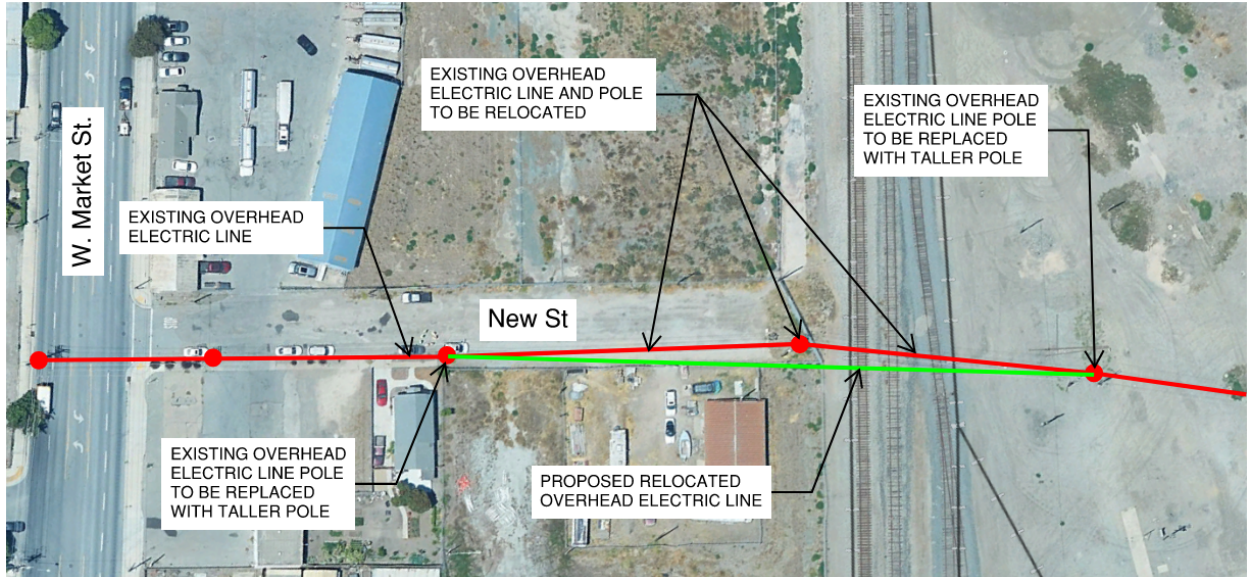 EXISTING OVERHEAD
ELECTRIC LINE AND POLE
TO BE RELOCATED
EXISTING OVERHEAD
ELECTRIC LINE POLE
TO BE REPLACED
WITH TALLER POLE
W. Market St.
EXISTING OVERHEAD
ELECTRIC LINE
New St
EXISTING OVERHEAD
ELECTRIC LINE POLE
TO BE REPLACED
WITH TALLER POLE
PROPOSED RELOCATED
OVERHEAD ELECTRIC LINE